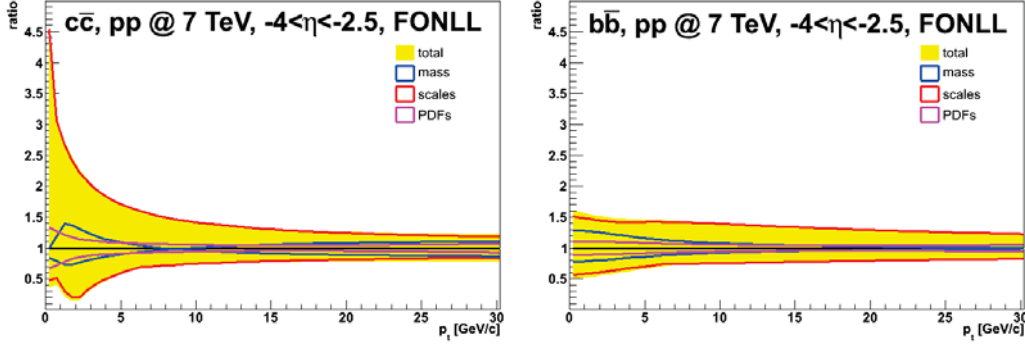 cc̅, pp @ 7 TeV, -4<η<-2.5, FONLL
ratio
total
mass
scales
PDFs
4.5
4
3.5
3
2.5
2
1.5
1
0.5
0 5 10 15 20 25 30
p_t [GeV/c]
bb̅, pp @ 7 TeV, -4<η<-2.5, FONLL
ratio
total
mass
scales
PDFs
4.5
4
3.5
3
2.5
2
1.5
1
0.5
0 5 10 15 20 25 30
p_t [GeV/c]